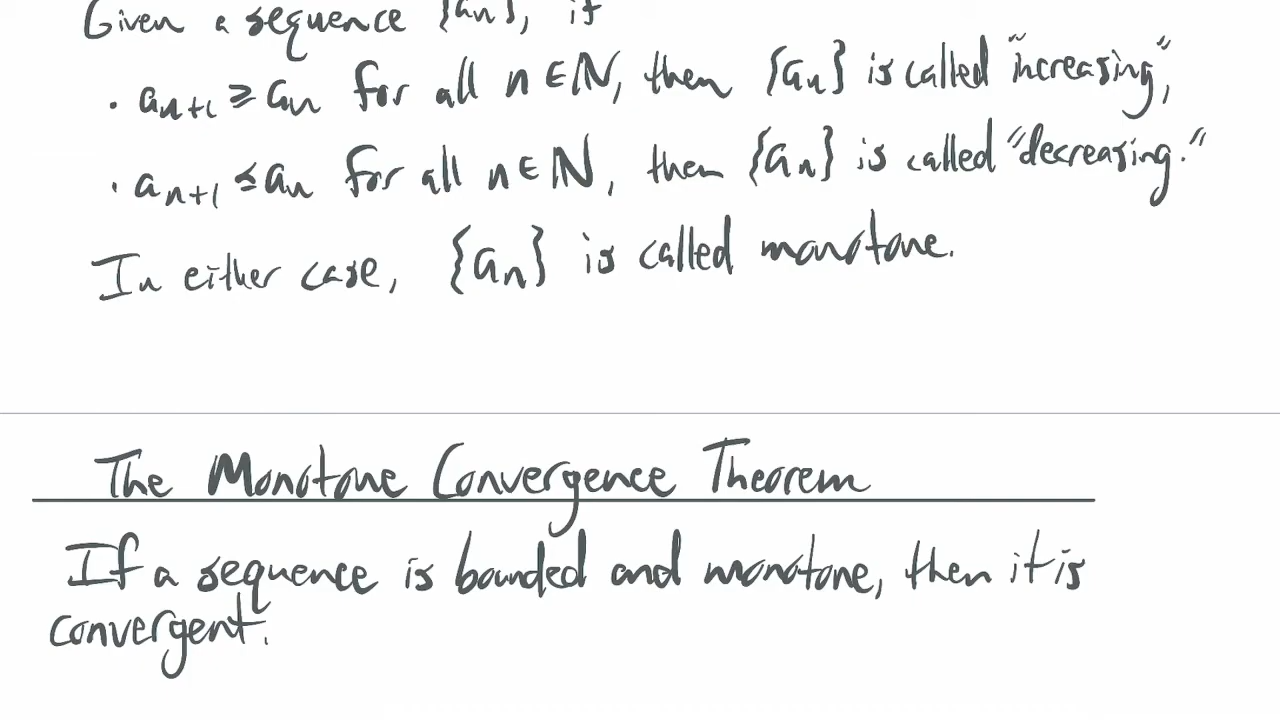 Given a sequence {aₙ}, if
· aₙ₊₁ ≥ aₙ for all n ∈ ℕ, then {aₙ} is called "increasing",
· aₙ₊₁ ≤ aₙ for all n ∈ ℕ, then {aₙ} is called "decreasing."
In either case, {aₙ} is called monotone.
The Monotone Convergence Theorem
If a sequence is bounded and monotone, then it is
convergent.